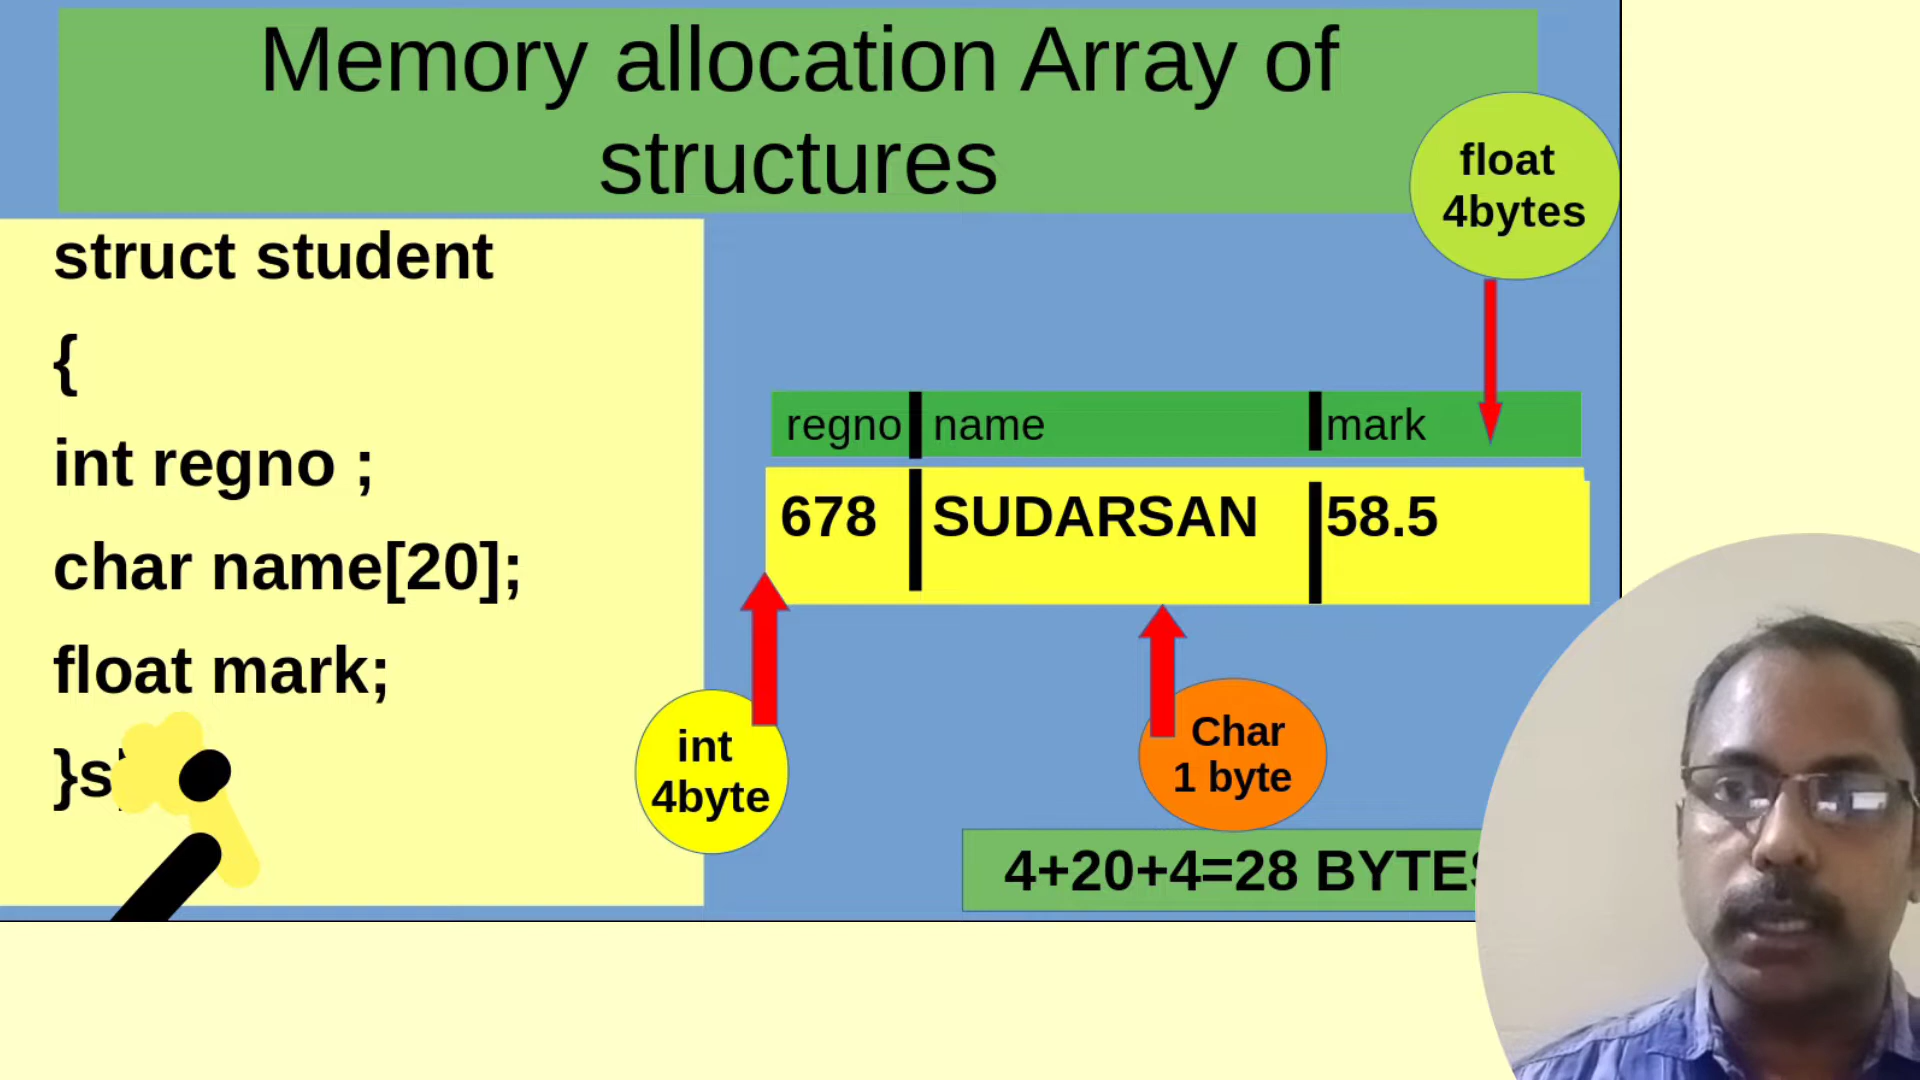 Memory allocation Array of
structures
float
4bytes
struct student
{
int regno ;
char name[20];
float mark;
regno name mark
678 SUDARSAN 58.5
int
4byte
Char
1 byte
4+20+4=28 BYTES